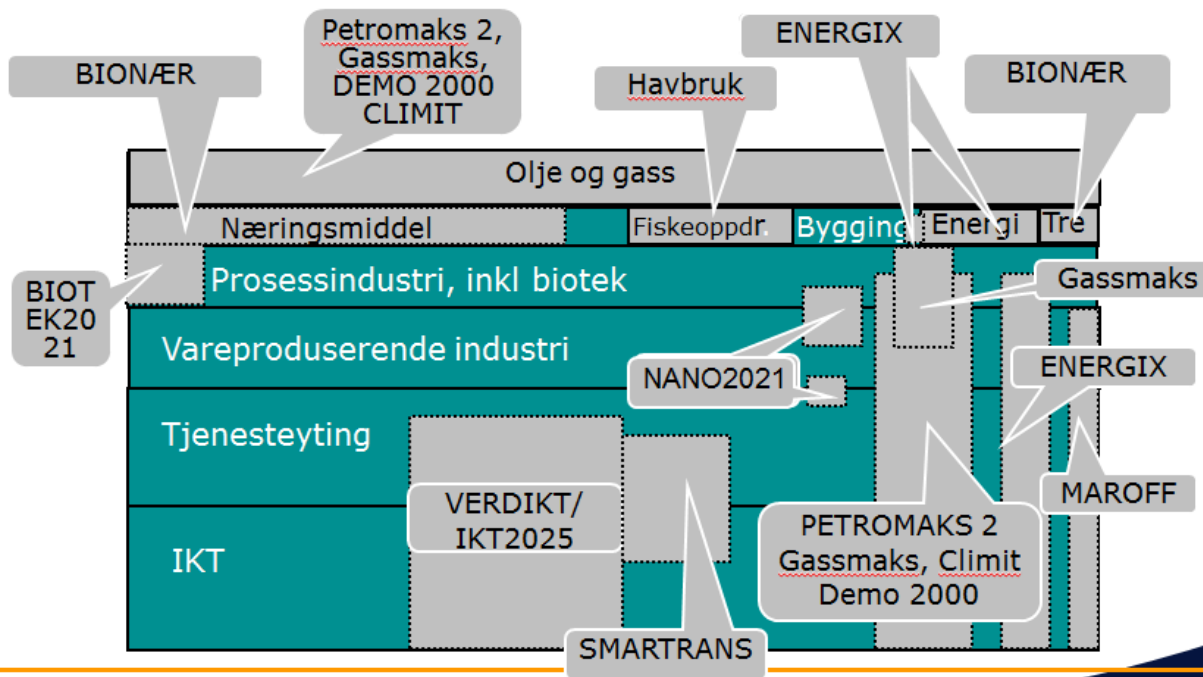 Petromaks 2,
Gassmaks,
DEMO 2000
CLIMIT
ENERGIX
BIONÆR
BIONÆR
Havbruk
Olje og gass
Næringsmiddel
Fiskeoppdr.
Bygging
Energi
Tre
Prosessindustri, inkl biotek
Gassmaks
BIOT
EK20
21
Vareproduserende industri
NANO2021
ENERGIX
Tjenesteyting
VERDIKT/
IKT2025
MAROFF
IKT
PETROMAKS 2
Gassmaks, Climit
Demo 2000
SMARTRANS